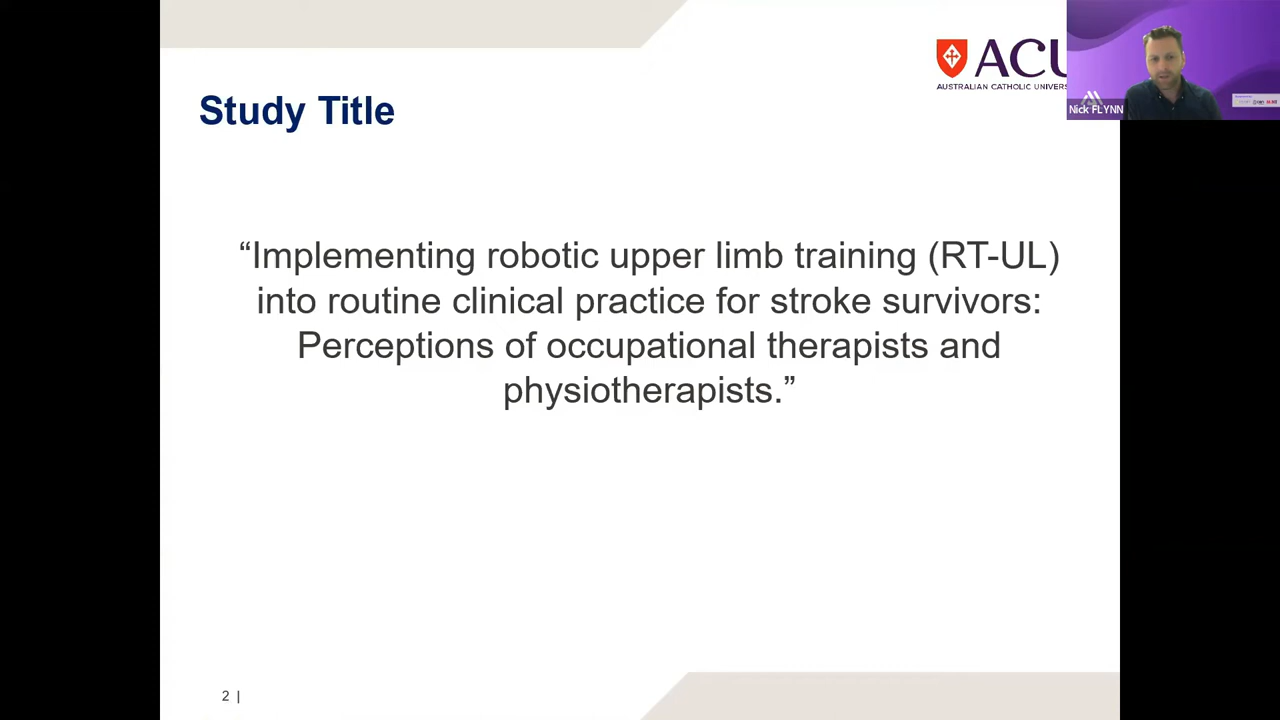 ACU
AUSTRALIAN CATHOLIC UNIVERS
Nick FLYNN
Study Title
“Implementing robotic upper limb training (RT-UL)
into routine clinical practice for stroke survivors:
Perceptions of occupational therapists and
physiotherapists.”
2 |